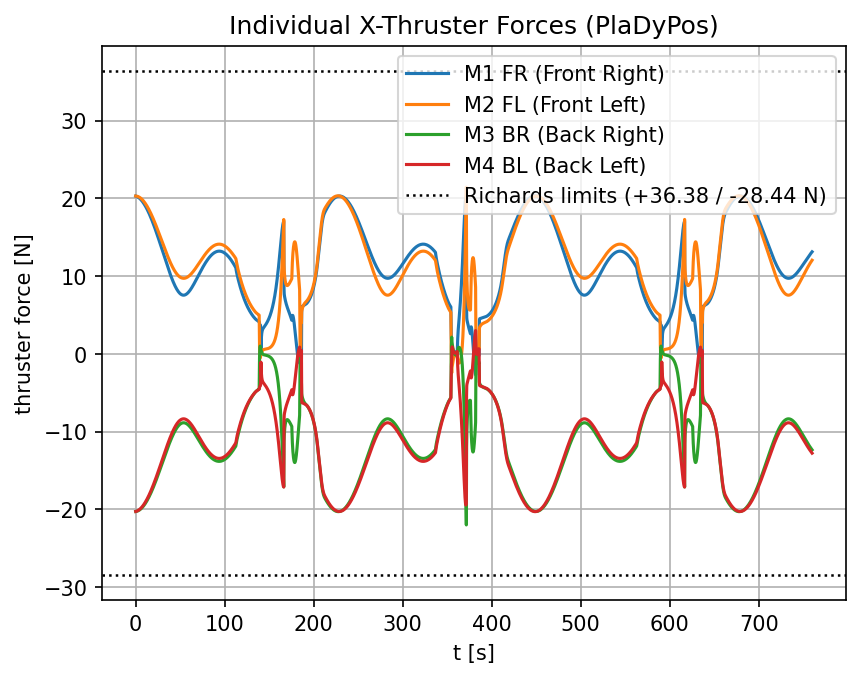 Individual X-Thruster Forces (PlaDyPos)
M1 FR (Front Right)
M2 FL (Front Left)
M3 BR (Back Right)
M4 BL (Back Left)
Richards limits (+36.38 / -28.44 N)
thruster force [N]
30
20
10
0
−10
−20
−30
0 100 200 300 400 500 600 700
t [s]